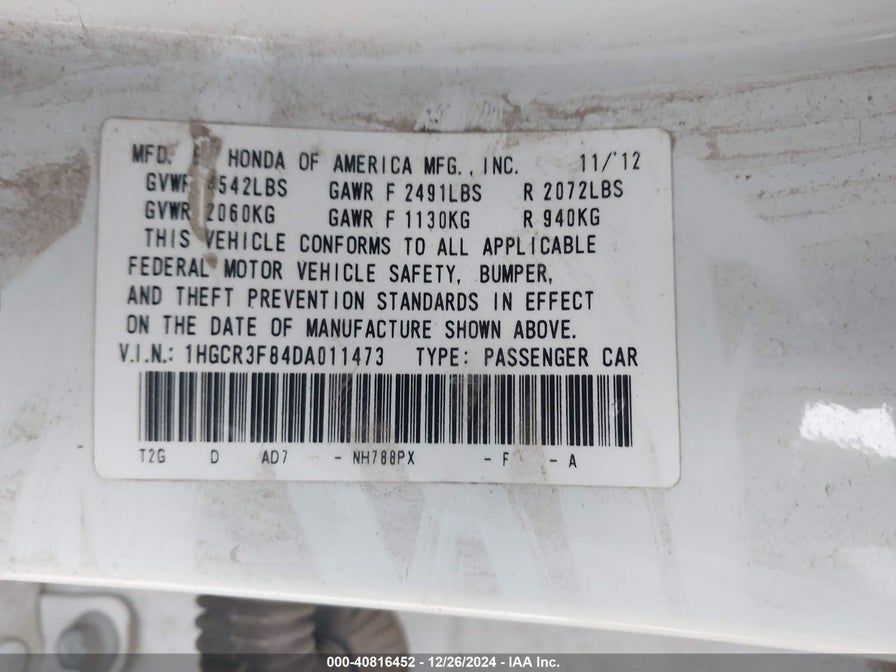 MFD. HONDA OF AMERICA MFG., INC. 11/'12
GVWR 4542LBS GAWR F 2491LBS R 2072LBS
GVWR 2060KG GAWR F 1130KG R 940KG
THIS VEHICLE CONFORMS TO ALL APPLICABLE
FEDERAL MOTOR VEHICLE SAFETY, BUMPER,
AND THEFT PREVENTION STANDARDS IN EFFECT
ON THE DATE OF MANUFACTURE SHOWN ABOVE.
V.I.N.: 1HGCR3F84DA011473 TYPE: PASSENGER CAR
T2G D AD7 - NH788PX - F - A
000-40816452 - 12/26/2024 - IAA Inc.